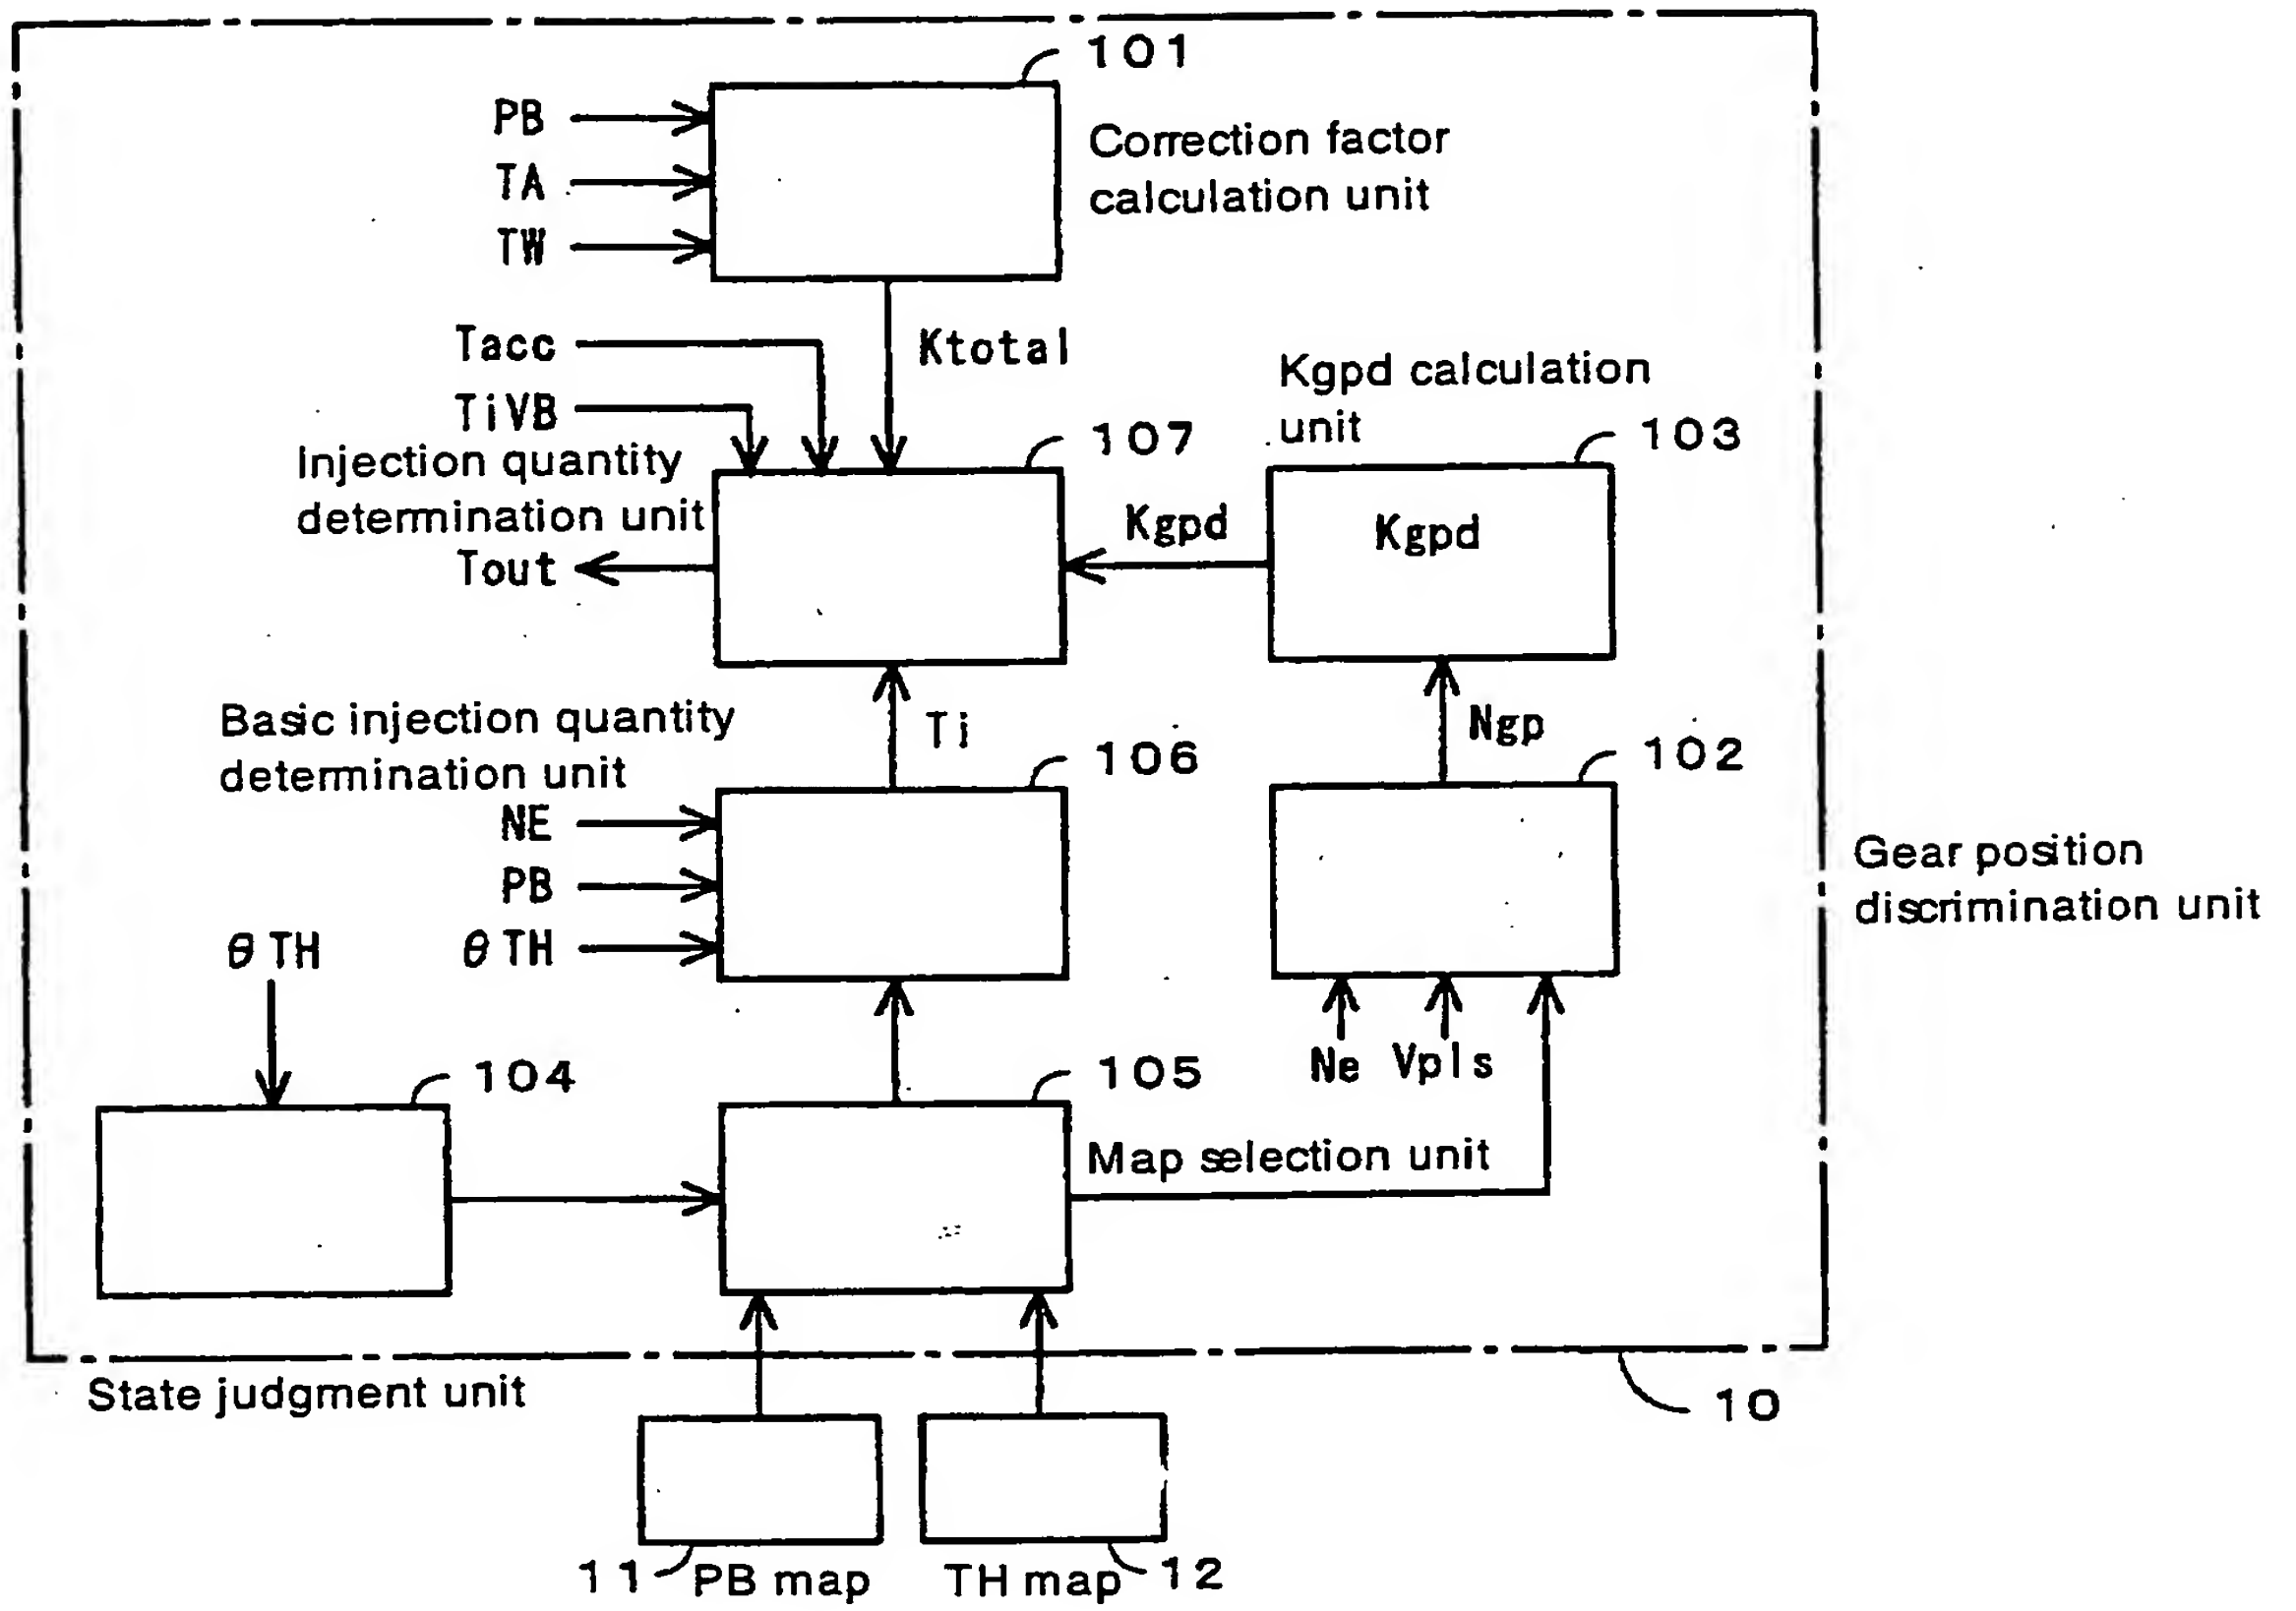 101
PB
TA
TW
Correction factor
calculation unit
Tacc
Ktotal
TiVB
Kgpd calculation
unit
103
107
Injection quantity
determination unit
Kgpd
Kgpd
Tout
Basic injection quantity
determination unit
Ti
Ngp
106
102
NE
PB
θ TH
θ TH
Gear position
discrimination unit
Ne Vpls
104
105
Map selection unit
State judgment unit
10
11 PB map
TH map 12